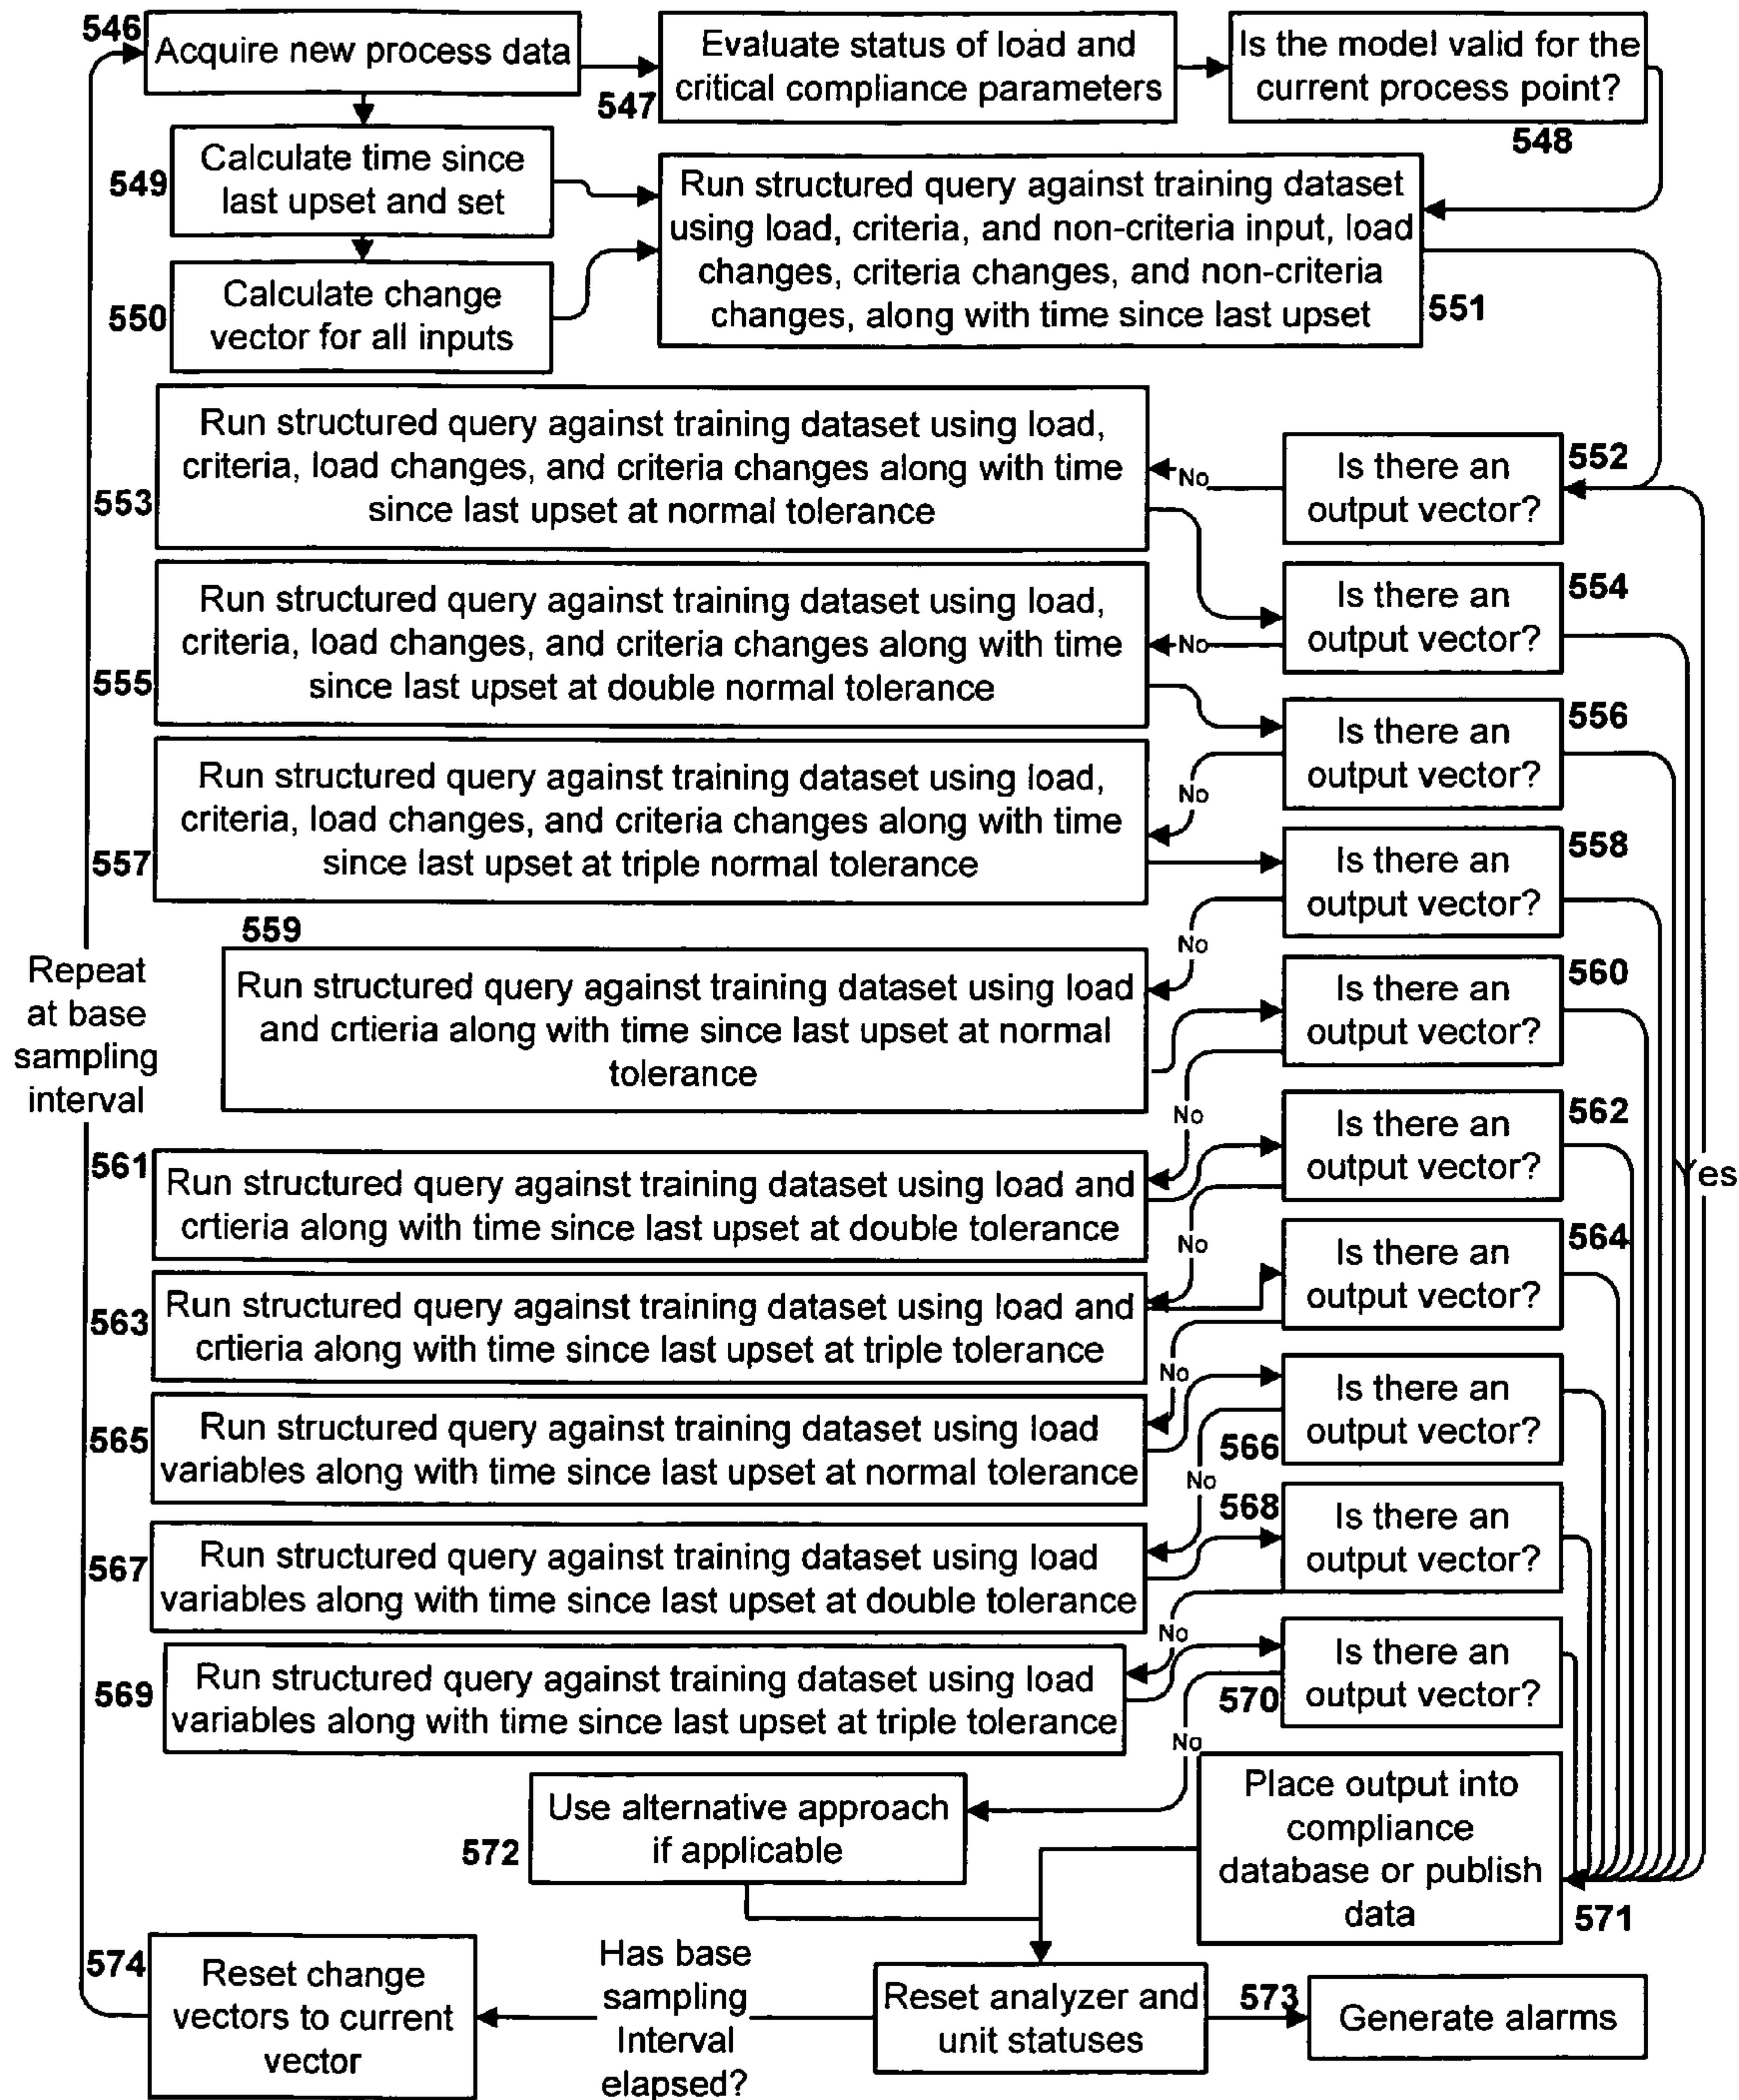 546
Acquire new process data
Evaluate status of load and
critical compliance parameters
547
Is the model valid for the
current process point?
548
549
Calculate time since
last upset and set
550
Calculate change
vector for all inputs
Run structured query against training dataset
using load, criteria, and non-criteria input, load
changes, criteria changes, and non-criteria
changes, along with time since last upset
551
Run structured query against training dataset using load,
criteria, load changes, and criteria changes along with time
since last upset at normal tolerance
553
No
Is there an
output vector?
552
Run structured query against training dataset using load,
criteria, load changes, and criteria changes along with time
since last upset at double normal tolerance
555
No
Is there an
output vector?
554
Run structured query against training dataset using load,
criteria, load changes, and criteria changes along with time
since last upset at triple normal tolerance
557
No
Is there an
output vector?
556
Is there an
output vector?
558
559
No
Run structured query against training dataset using load
and crtieria along with time since last upset at normal
tolerance
Is there an
output vector?
560
Repeat
at base
sampling
interval
No
561
Run structured query against training dataset using load and
crtieria along with time since last upset at double tolerance
Is there an
output vector?
562
Yes
No
563
Run structured query against training dataset using load and
crtieria along with time since last upset at triple tolerance
Is there an
output vector?
564
No
565
Run structured query against training dataset using load
variables along with time since last upset at normal tolerance
Is there an
output vector?
566
No
567
Run structured query against training dataset using load
variables along with time since last upset at double tolerance
568
Is there an
output vector?
No
569
Run structured query against training dataset using load
variables along with time since last upset at triple tolerance
570
Is there an
output vector?
No
Use alternative approach
if applicable
572
Place output into
compliance
database or publish
data
571
574
Reset change
vectors to current
vector
Has base
sampling
Interval
elapsed?
Reset analyzer and
unit statuses
573
Generate alarms